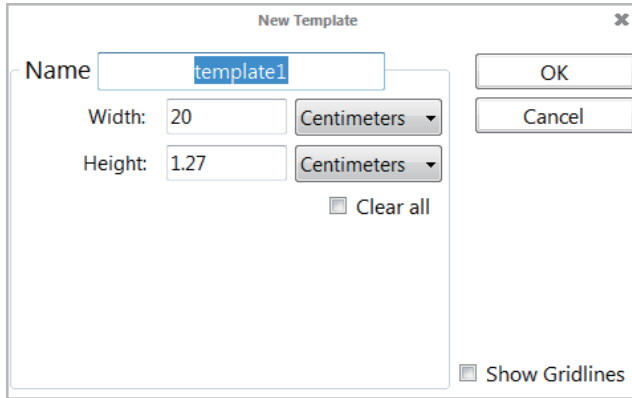 New Template
Name template1
OK
Width: 20 Centimeters
Cancel
Height: 1.27 Centimeters
Clear all
Show Gridlines